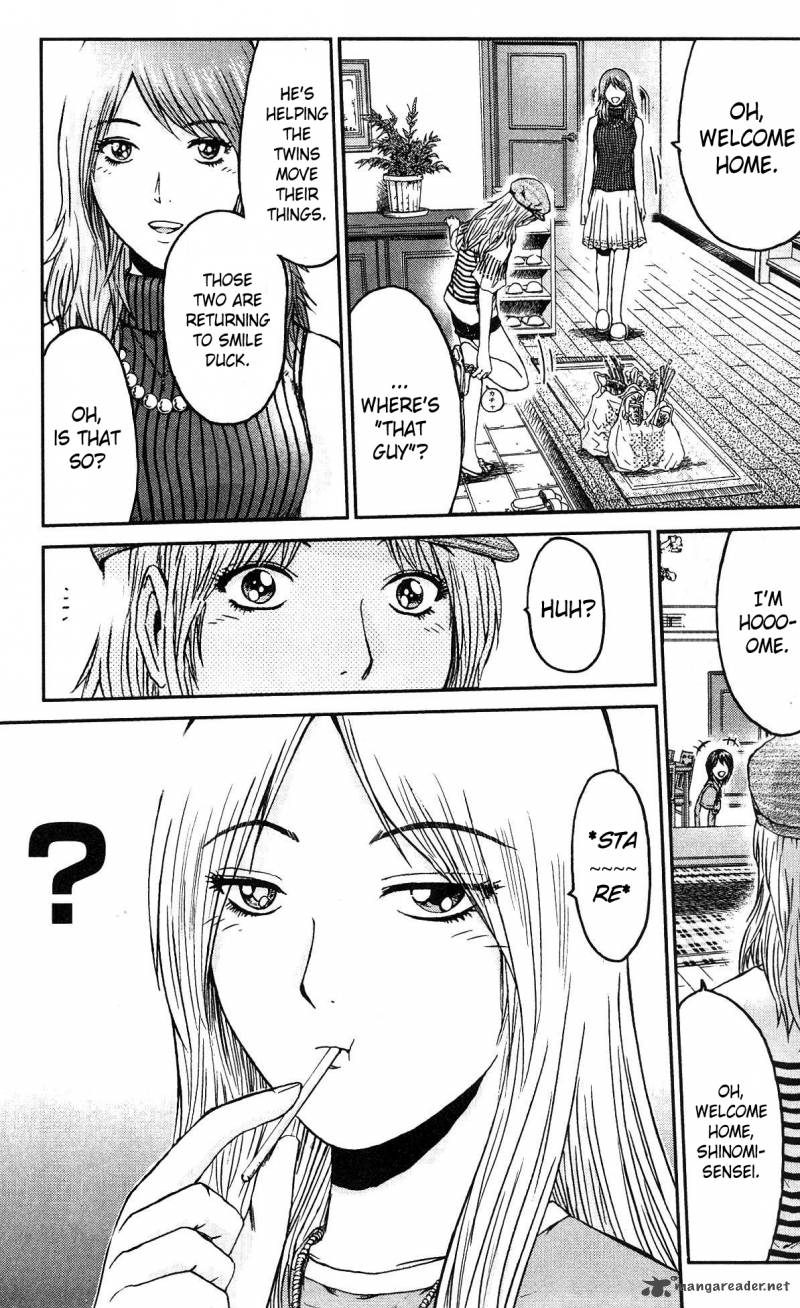 OH,
WELCOME
HOME.
...
WHERE'S
"THAT
GUY"?
HE'S
HELPING
THE
TWINS
MOVE
THEIR
THINGS.
THOSE
TWO ARE
RETURNING
TO SMILE
DUCK.
OH,
IS THAT
SO?
I'M
HOOO-
OME.
OH,
WELCOME
HOME,
SHINOMI-
SENSEI.
HUH?
...
*STA
~~~~
RE*
?
mangareader.net